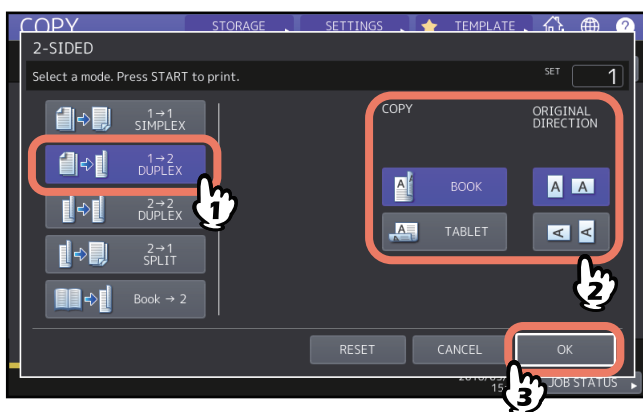 COPY STORAGE SETTINGS TEMPLATE ?
2-SIDED
Select a mode. Press START to print. SET 1
1→1
SIMPLEX
1→2
DUPLEX
2→2
DUPLEX
2→1
SPLIT
Book → 2
COPY ORIGINAL
DIRECTION
A BOOK A A
A TABLET A A
1
2
RESET CANCEL OK
3
JOB STATUS